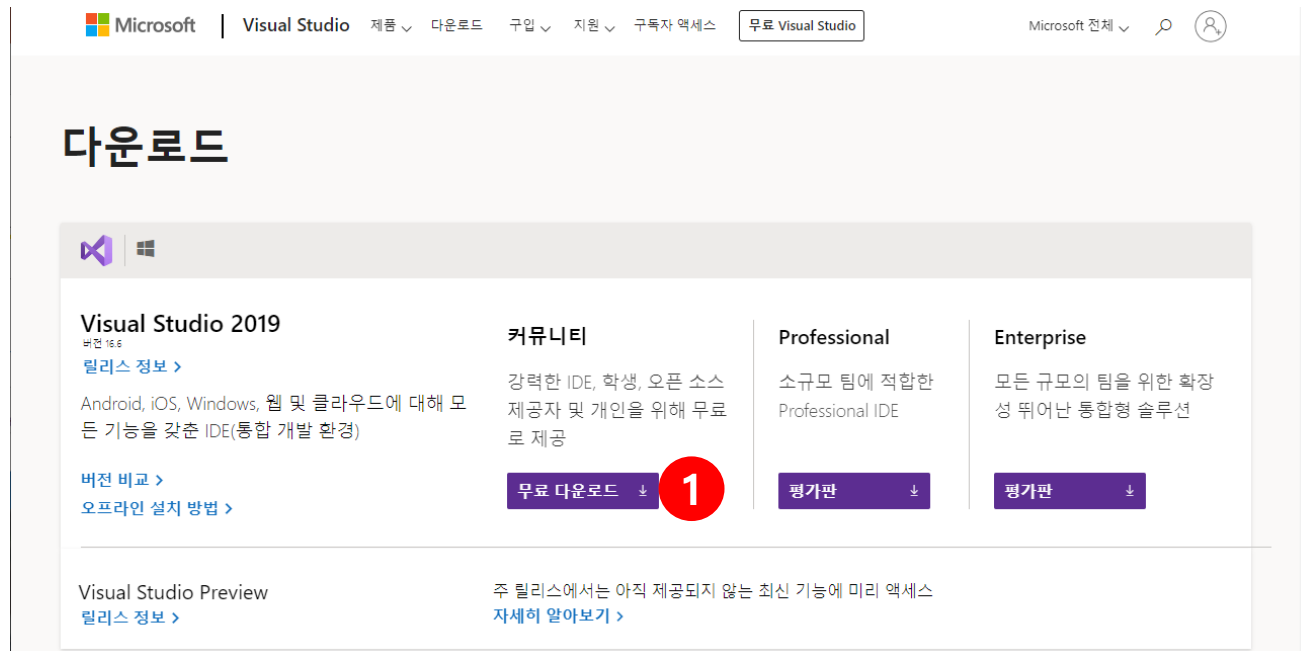 Microsoft Visual Studio 제품 다운로드 구입 지원 구독자 액세스 무료 Visual Studio Microsoft 전체
다운로드
Visual Studio 2019
버전 16.6
릴리스 정보
Android, iOS, Windows, 웹 및 클라우드에 대해 모
든 기능을 갖춘 IDE(통합 개발 환경)
버전 비교
오프라인 설치 방법
커뮤니티
강력한 IDE, 학생, 오픈 소스
제공자 및 개인을 위해 무료
로 제공
무료 다운로드
1
Professional
소규모 팀에 적합한
Professional IDE
평가판
Enterprise
모든 규모의 팀을 위한 확장
성 뛰어난 통합형 솔루션
평가판
Visual Studio Preview
릴리스 정보
주 릴리스에서는 아직 제공되지 않는 최신 기능에 미리 액세스
자세히 알아보기